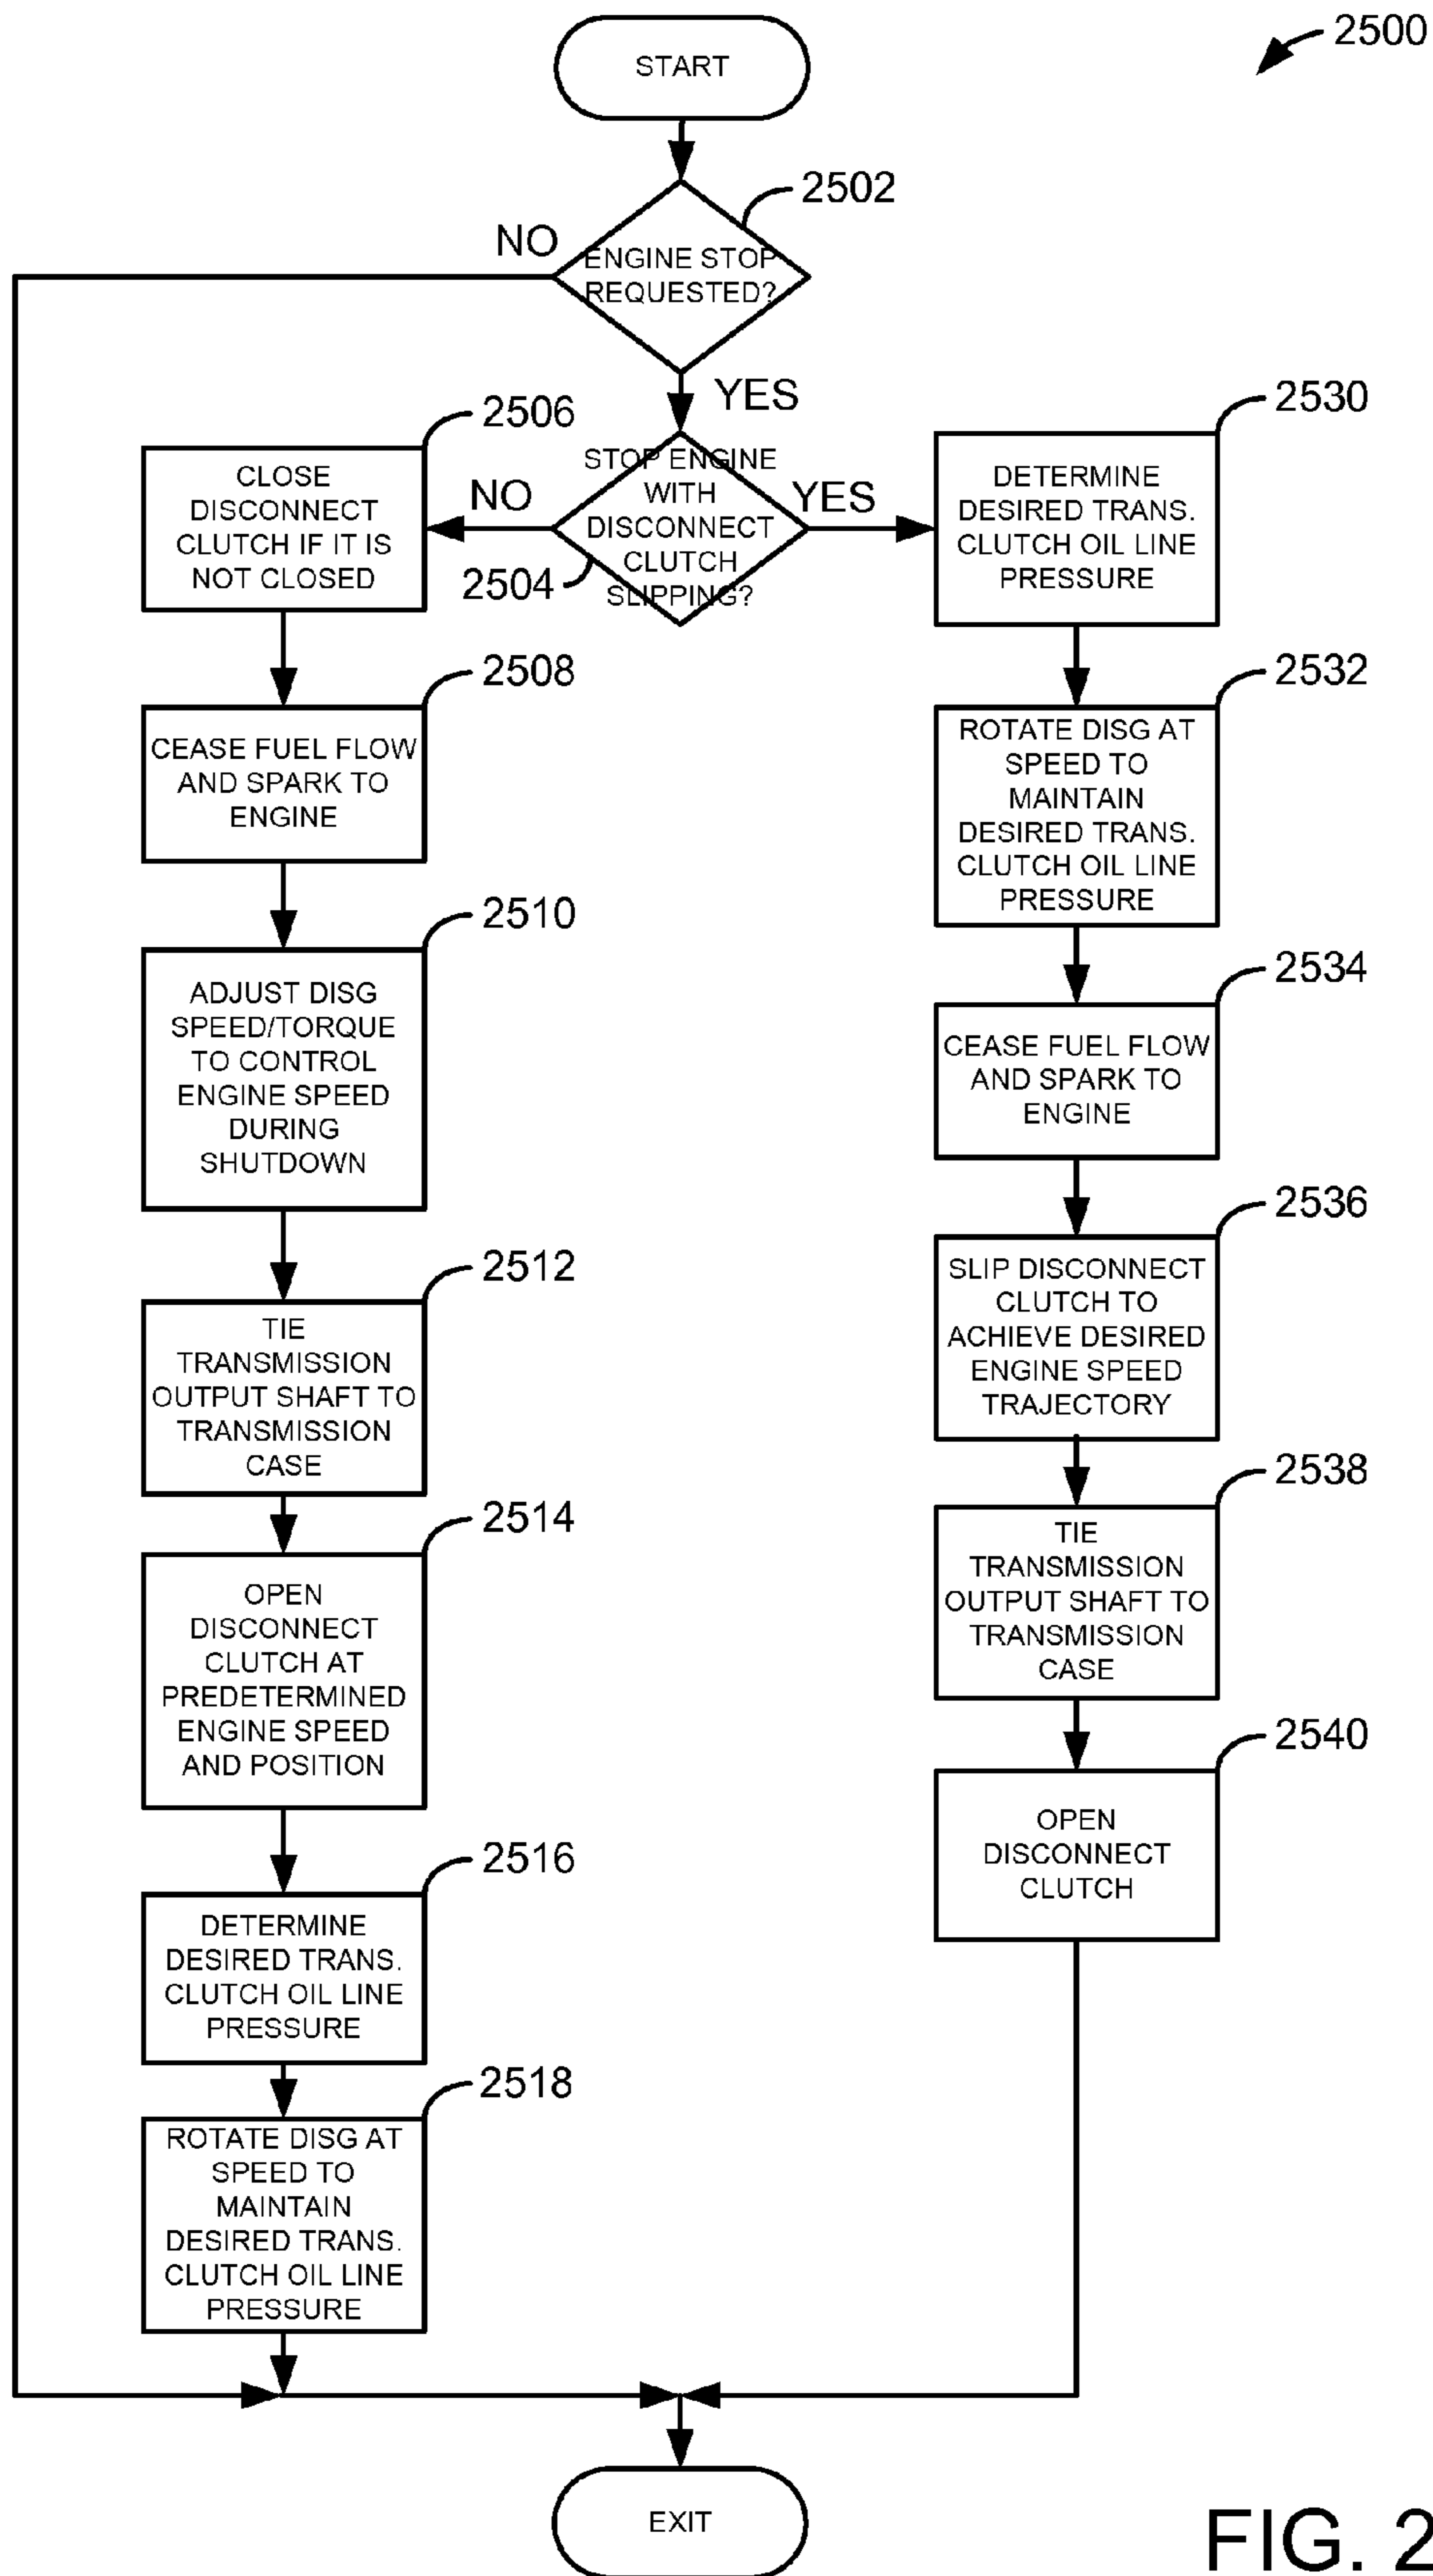 2500
START
2502
NO
ENGINE STOP
REQUESTED?
YES
2506
CLOSE
DISCONNECT
CLUTCH IF IT IS
NOT CLOSED
NO
STOP ENGINE
WITH
DISCONNECT
CLUTCH
SLIPPING?
2504
YES
2530
DETERMINE
DESIRED TRANS.
CLUTCH OIL LINE
PRESSURE
2508
CEASE FUEL FLOW
AND SPARK TO
ENGINE
2510
ADJUST DISG
SPEED/TORQUE
TO CONTROL
ENGINE SPEED
DURING
SHUTDOWN
2512
TIE
TRANSMISSION
OUTPUT SHAFT TO
TRANSMISSION
CASE
2514
OPEN
DISCONNECT
CLUTCH AT
PREDETERMINED
ENGINE SPEED
AND POSITION
2516
DETERMINE
DESIRED TRANS.
CLUTCH OIL LINE
PRESSURE
2518
ROTATE DISG AT
SPEED TO
MAINTAIN
DESIRED TRANS.
CLUTCH OIL LINE
PRESSURE
2532
ROTATE DISG AT
SPEED TO
MAINTAIN
DESIRED TRANS.
CLUTCH OIL LINE
PRESSURE
2534
CEASE FUEL FLOW
AND SPARK TO
ENGINE
2536
SLIP DISCONNECT
CLUTCH TO
ACHIEVE DESIRED
ENGINE SPEED
TRAJECTORY
2538
TIE
TRANSMISSION
OUTPUT SHAFT TO
TRANSMISSION
CASE
2540
OPEN
DISCONNECT
CLUTCH
EXIT
FIG. 2